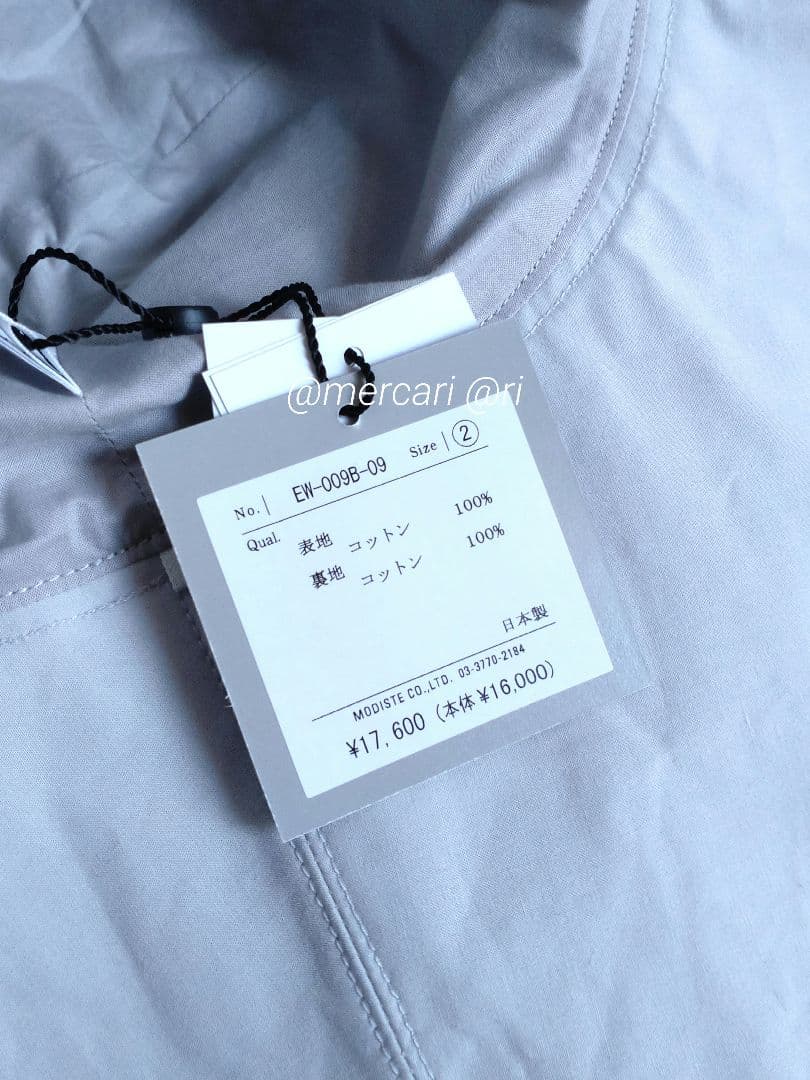 @mercari @ri
No. EW-009B-09 Size ②
Qual. 表地 コットン 100%
裏地 コットン 100%
日本製
MODISTE CO.,LTD. 03-3770-2184
¥17,600 (本体¥16,000)